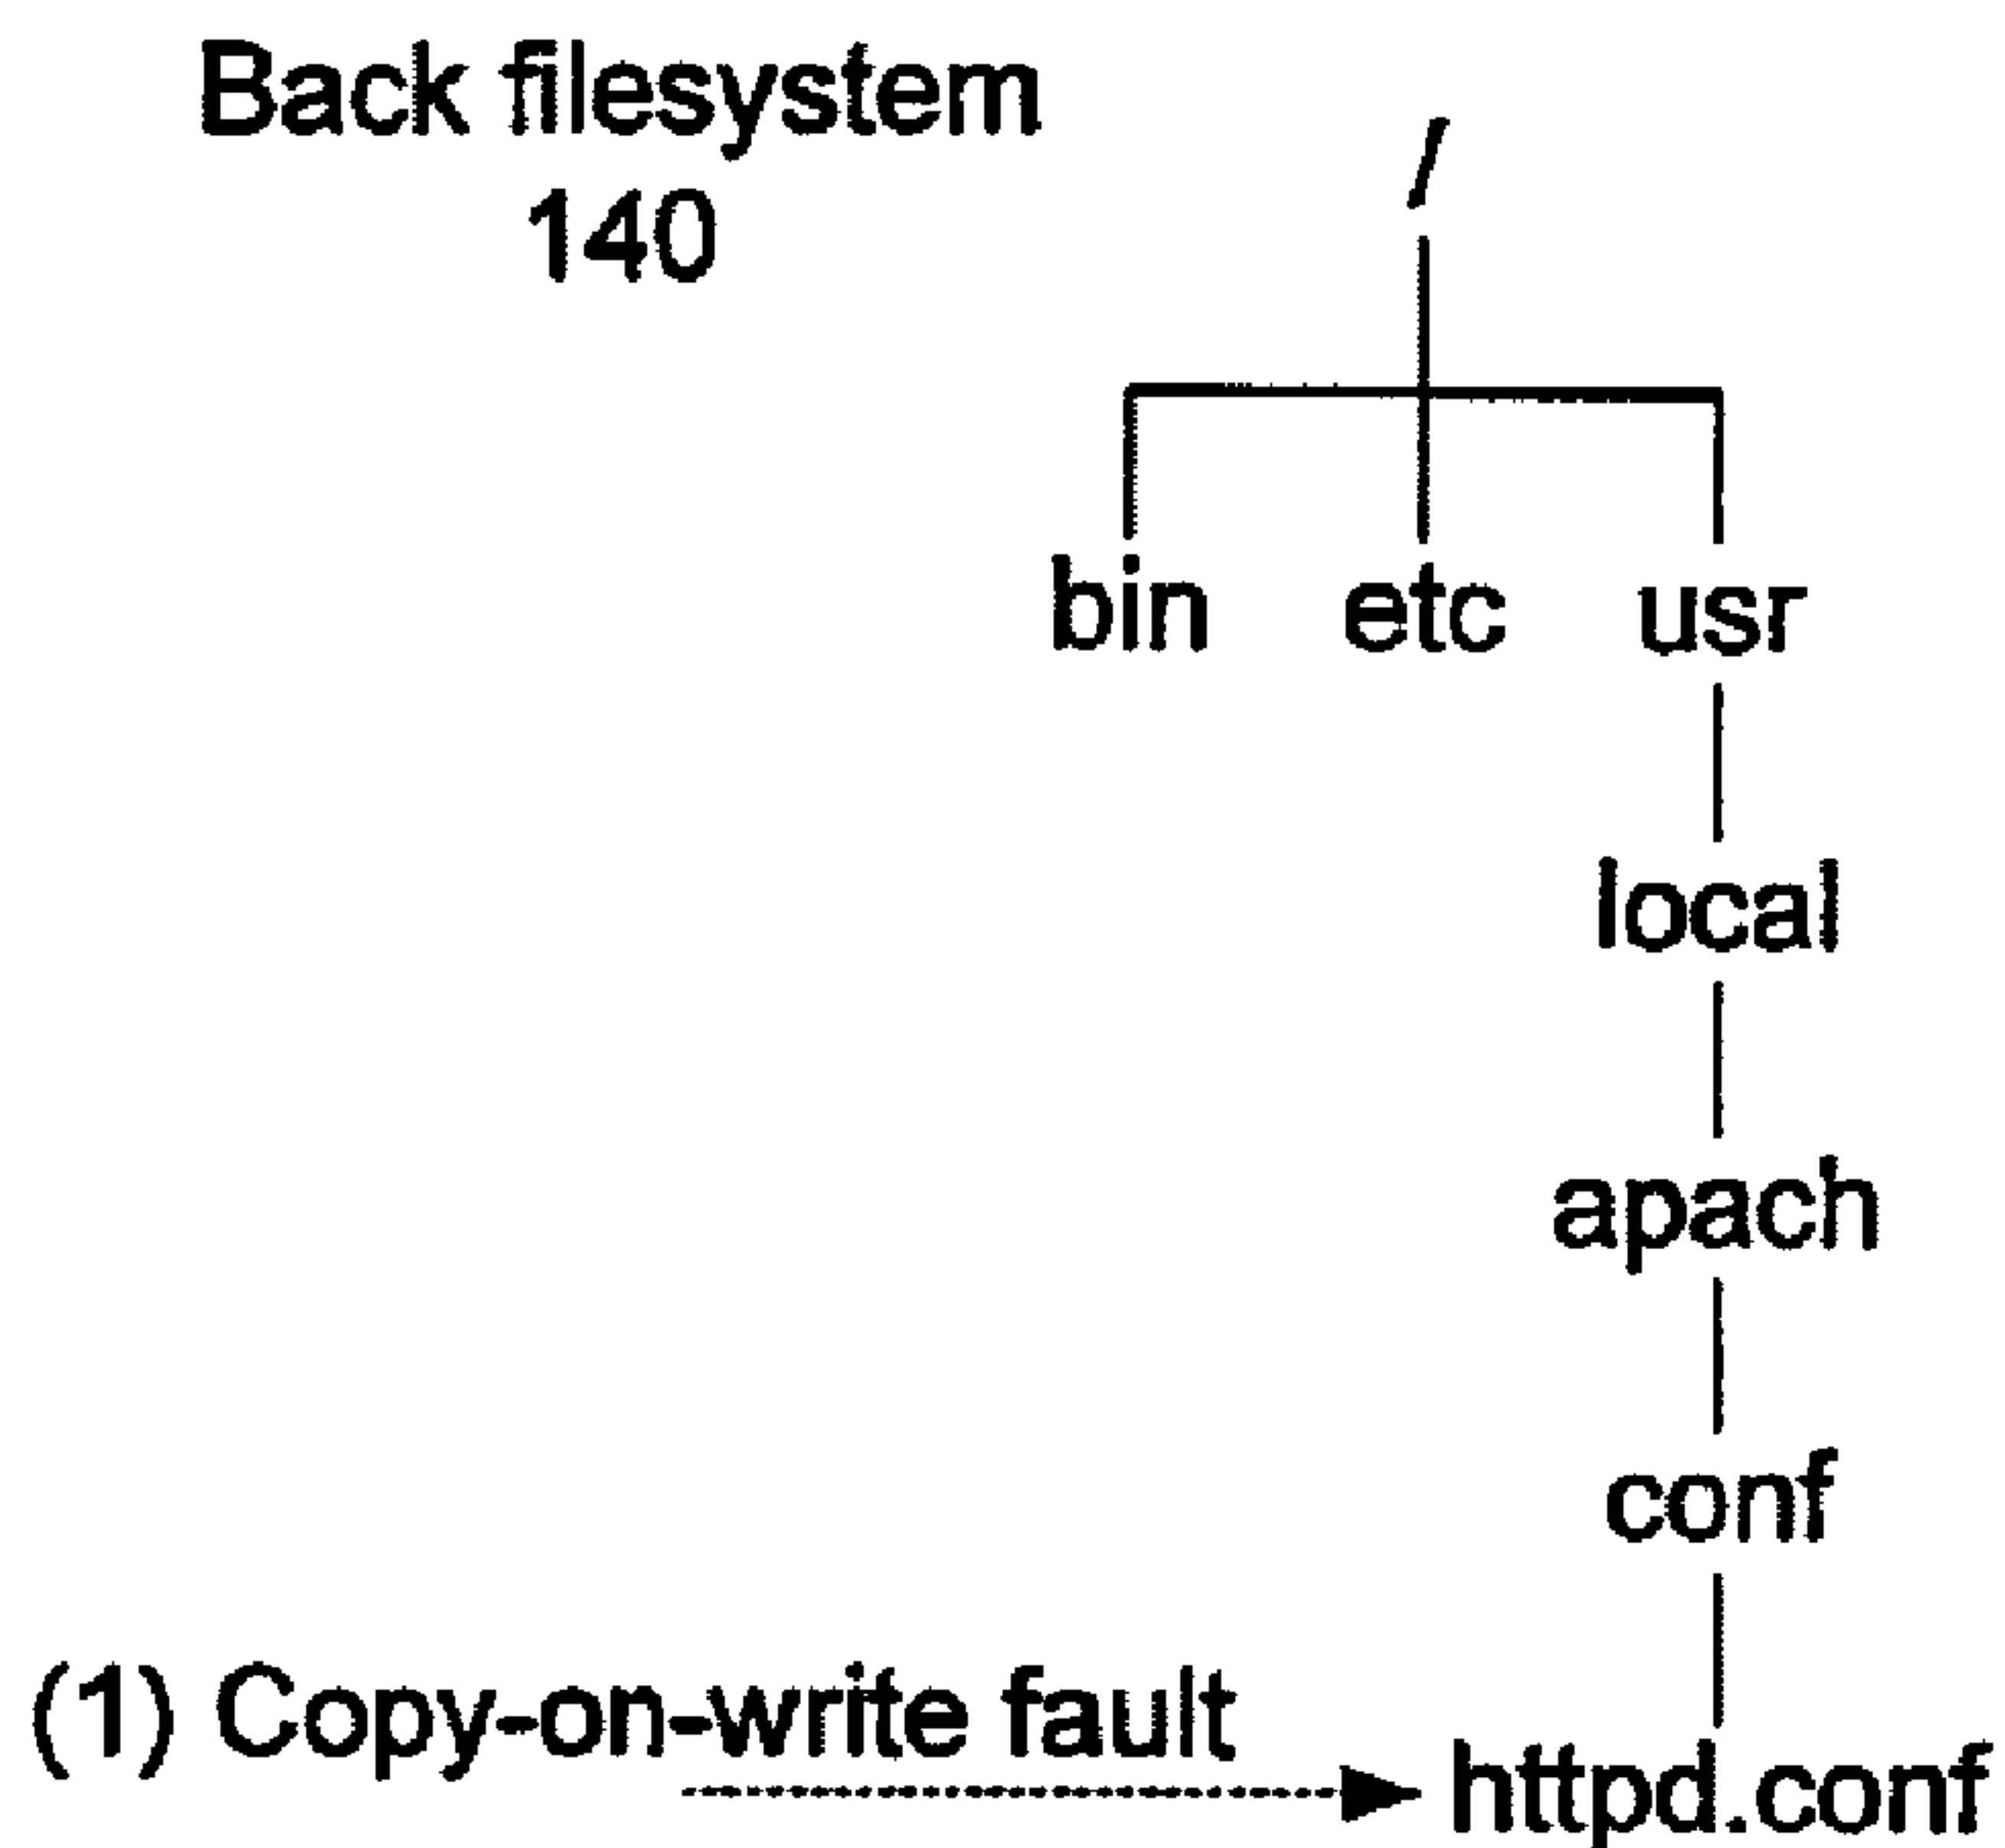 Back filesystem
140
/
bin etc usr
local
apach
conf
(1) Copy-on-write fault
httpd.conf